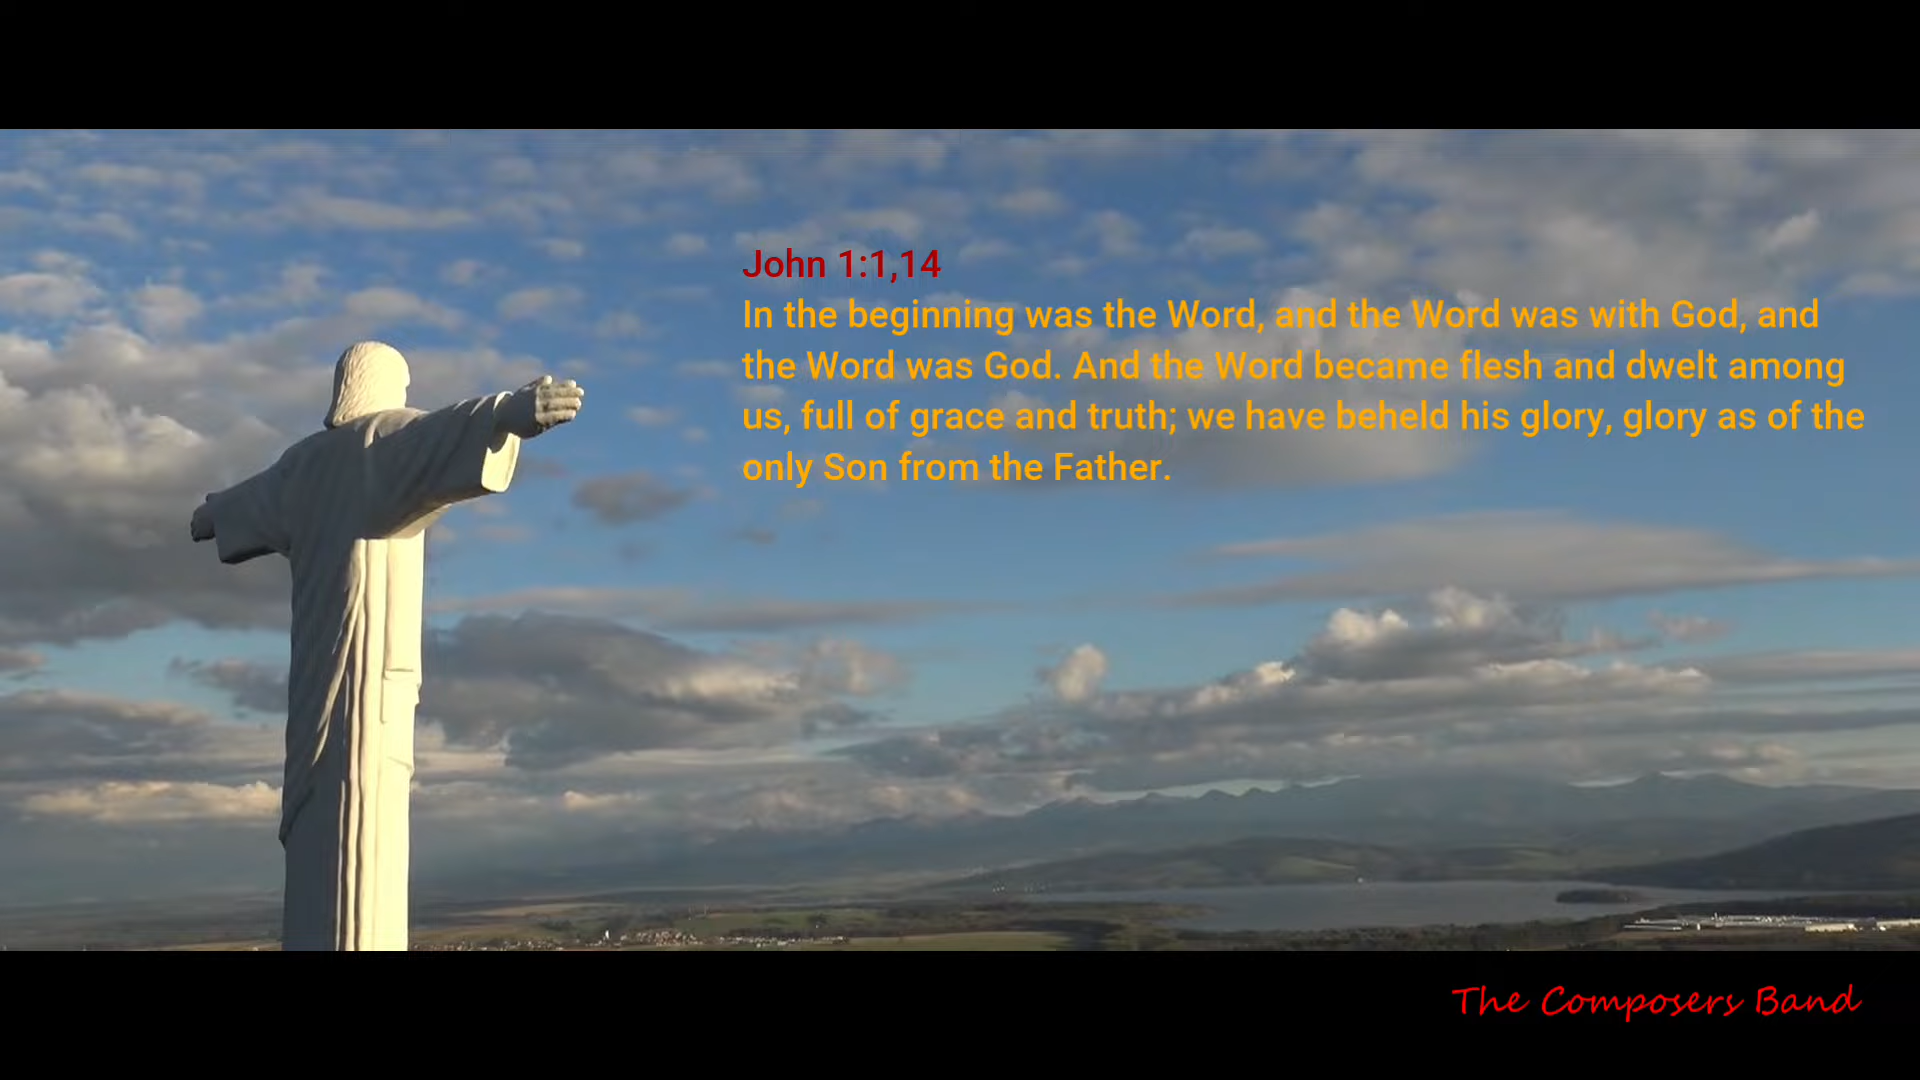 John 1:1,14
In the beginning was the Word, and the Word was with God, and
the Word was God. And the Word became flesh and dwelt among
us, full of grace and truth; we have beheld his glory, glory as of the
only Son from the Father.
The Composers Band